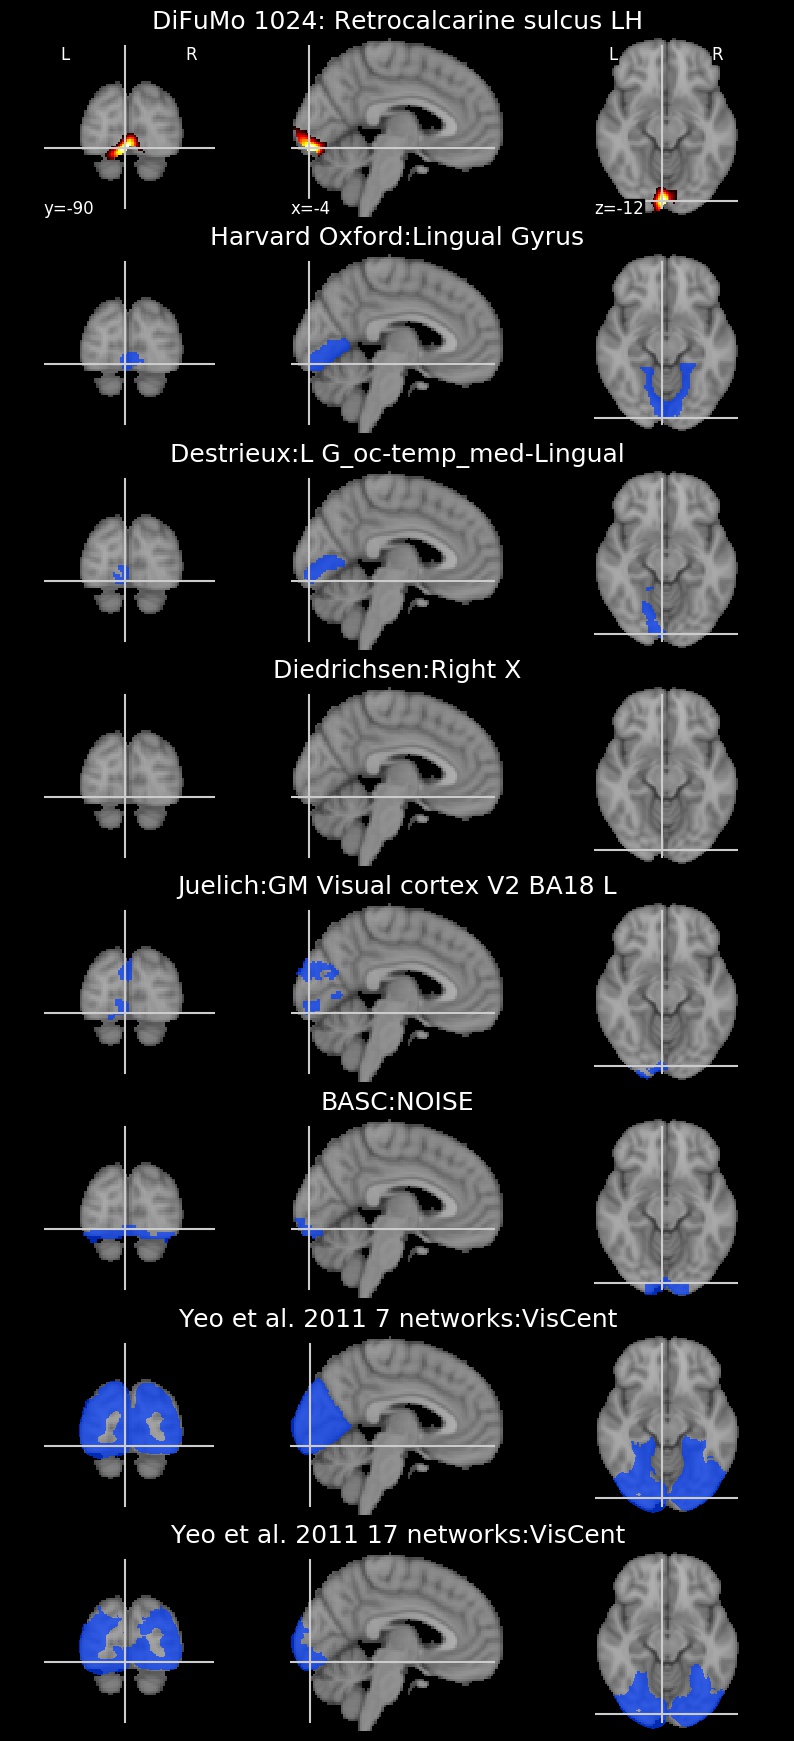 DiFuMo 1024: Retrocalcarine sulcus LH
L R L R
y=-90 x=-4 z=-12
Harvard Oxford:Lingual Gyrus
Destrieux:L G_oc-temp_med-Lingual
Diedrichsen:Right X
Juelich:GM Visual cortex V2 BA18 L
BASC:NOISE
Yeo et al. 2011 7 networks:VisCent
Yeo et al. 2011 17 networks:VisCent